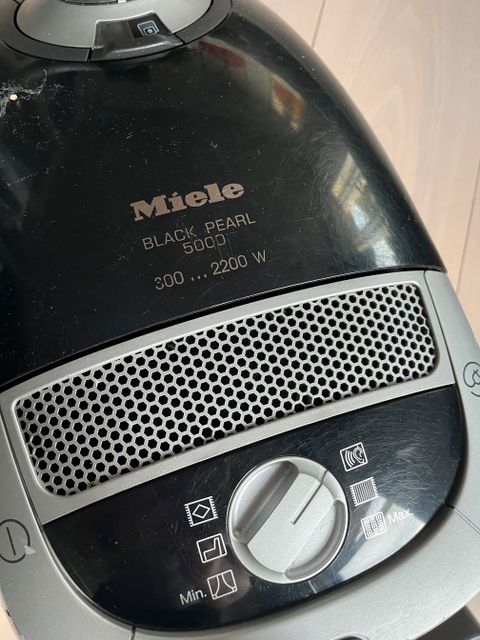 Miele
BLACK PEARL
5000
300 ... 2200 W
Max.
Min.